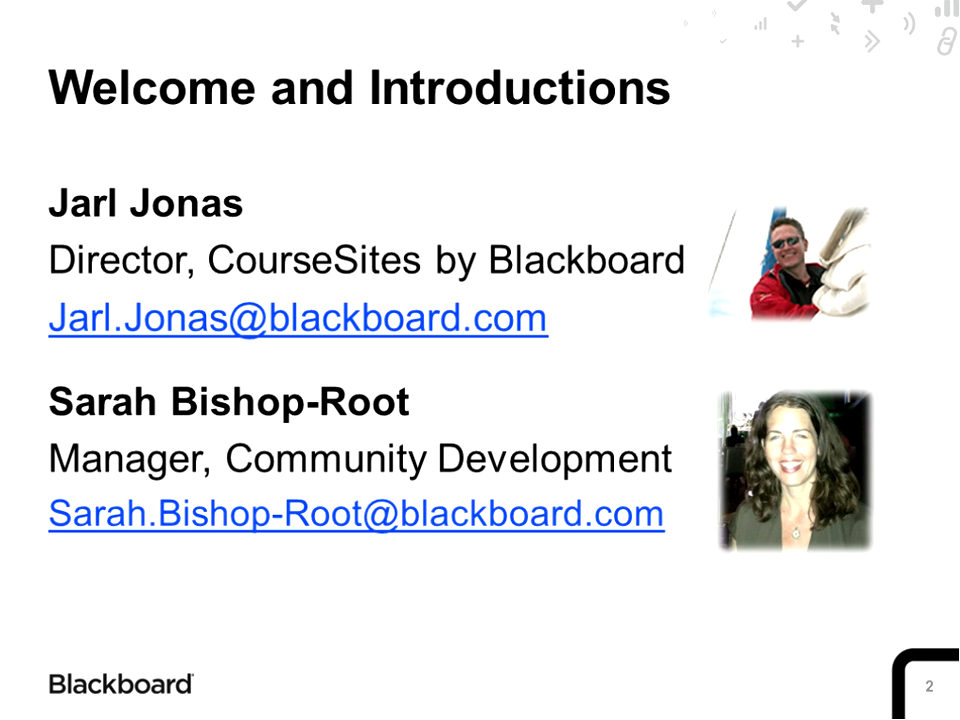 Welcome and Introductions
Jarl Jonas
Director, CourseSites by Blackboard
Jarl.Jonas@blackboard.com
Sarah Bishop-Root
Manager, Community Development
Sarah.Bishop-Root@blackboard.com
Blackboard
2